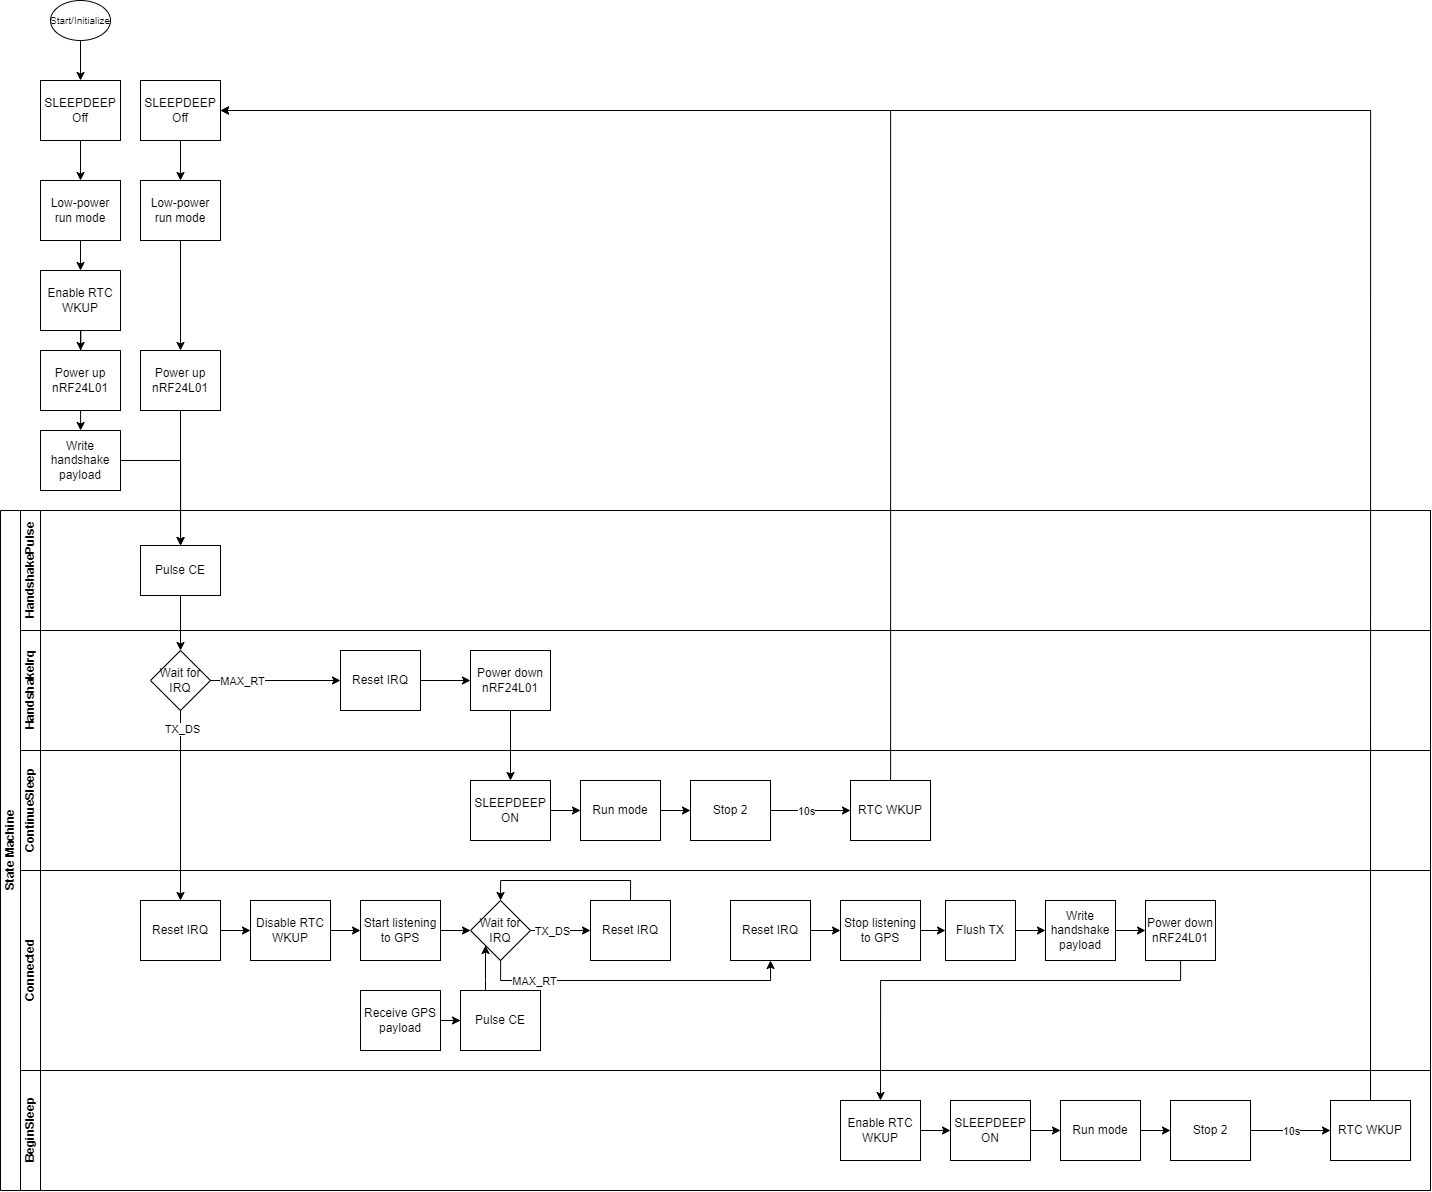 Start/Initialize
SLEEPDEEP
Off
SLEEPDEEP
Off
Low-power
run mode
Low-power
run mode
Enable RTC
WKUP
Power up
nRF24L01
Power up
nRF24L01
Write
handshake
payload
State Machine
HandshakePulse
Pulse CE
HandshakeIrq
Wait for
IRQ
MAX_RT
Reset IRQ
Power down
nRF24L01
TX_DS
ContinueSleep
SLEEPDEEP
ON
Run mode
Stop 2
10s
RTC WKUP
Connected
Reset IRQ
Disable RTC
WKUP
Start listening
to GPS
Wait for
IRQ
TX_DS
Reset IRQ
MAX_RT
Reset IRQ
Stop listening
to GPS
Flush TX
Write
handshake
payload
Power down
nRF24L01
Receive GPS
payload
Pulse CE
BeginSleep
Enable RTC
WKUP
SLEEPDEEP
ON
Run mode
Stop 2
10s
RTC WKUP